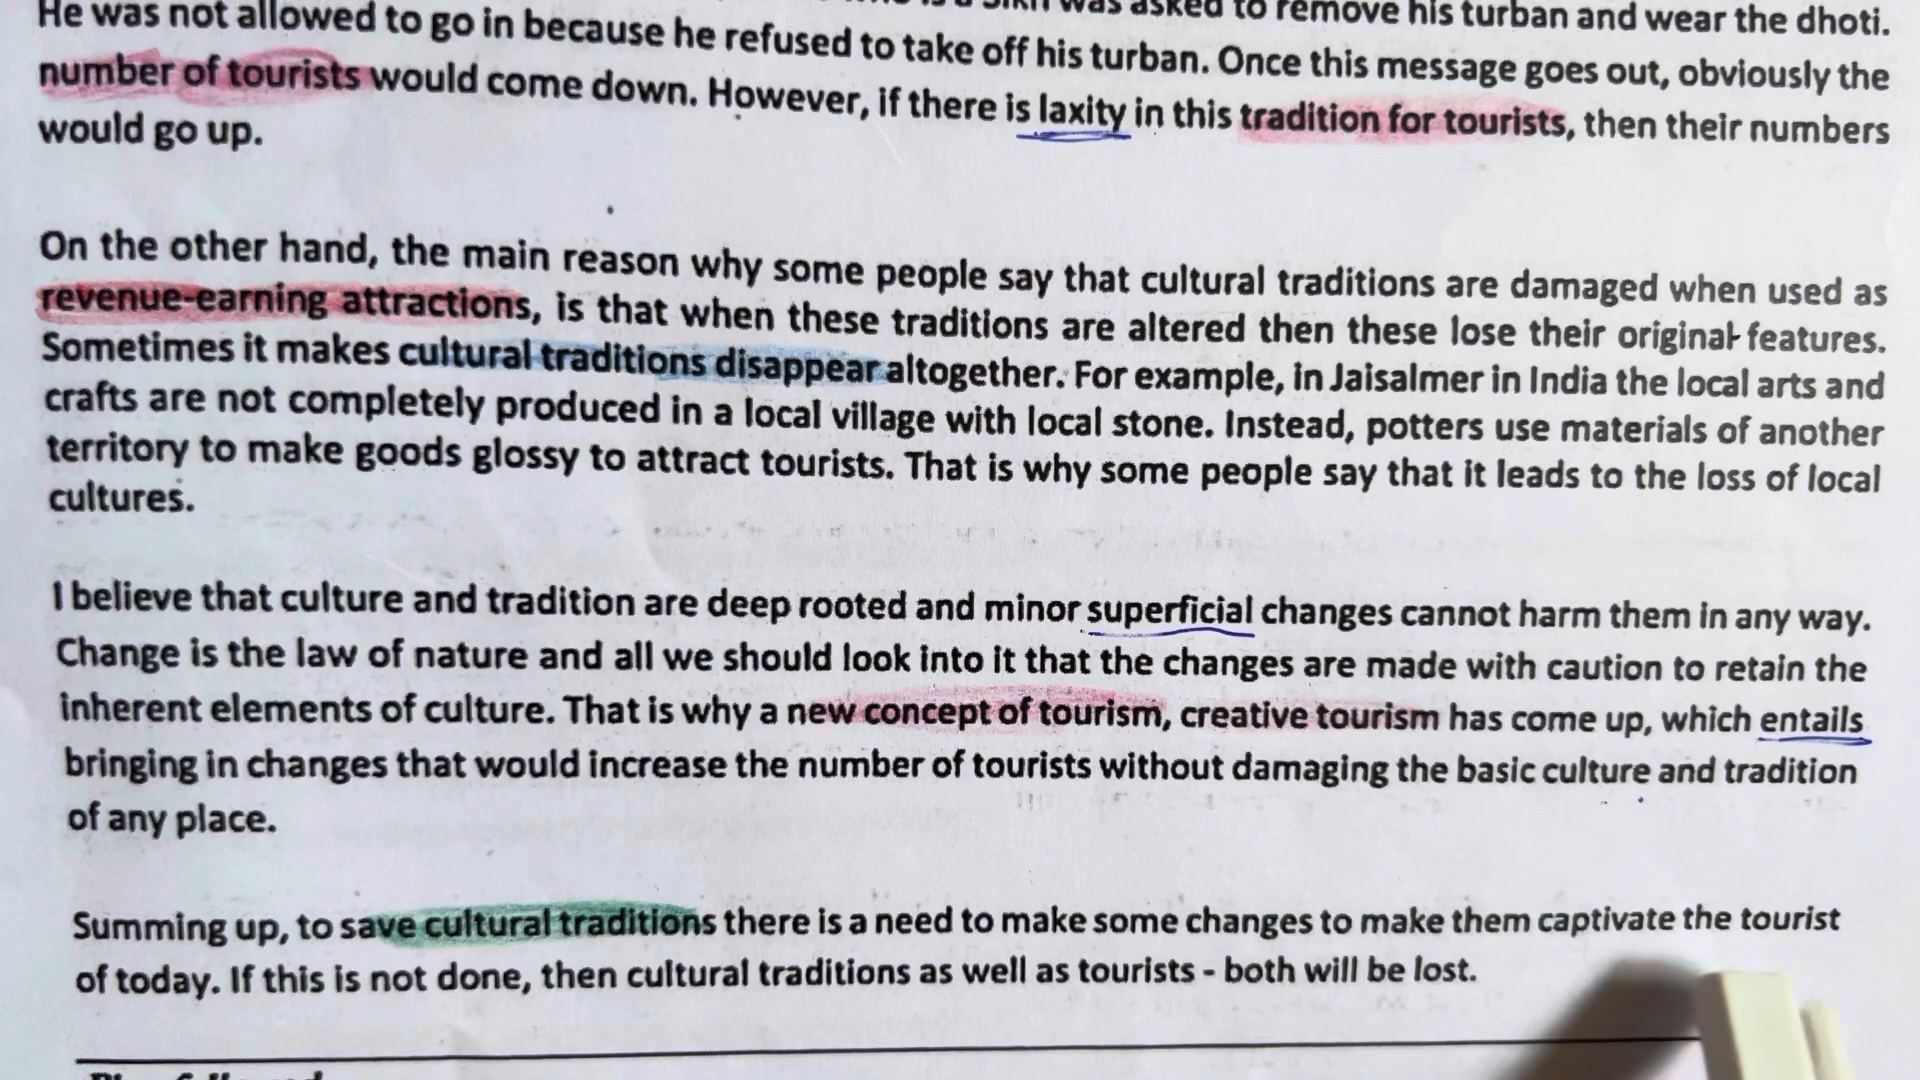 was asked to remove his turban and wear the dhoti.
He was not allowed to go in because he refused to take off his turban. Once this message goes out, obviously the
number of tourists would come down. However, if there is laxity in this tradition for tourists, then their numbers
would go up.
On the other hand, the main reason why some people say that cultural traditions are damaged when used as
revenue-earning attractions, is that when these traditions are altered then these lose their original features.
Sometimes it makes cultural traditions disappear altogether. For example, in Jaisalmer in India the local arts and
crafts are not completely produced in a local village with local stone. Instead, potters use materials of another
territory to make goods glossy to attract tourists. That is why some people say that it leads to the loss of local
cultures.
I believe that culture and tradition are deep rooted and minor superficial changes cannot harm them in any way.
Change is the law of nature and all we should look into it that the changes are made with caution to retain the
inherent elements of culture. That is why a new concept of tourism, creative tourism has come up, which entails
bringing in changes that would increase the number of tourists without damaging the basic culture and tradition
of any place.
Summing up, to save cultural traditions there is a need to make some changes to make them captivate the tourist
of today. If this is not done, then cultural traditions as well as tourists - both will be lost.